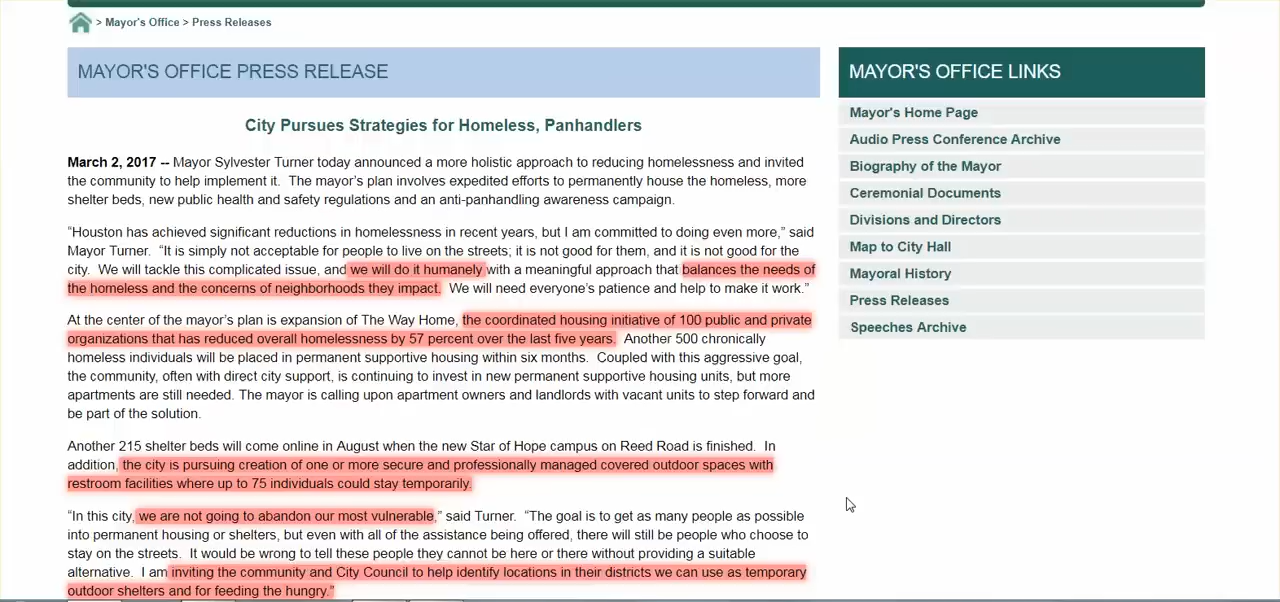 > Mayor's Office > Press Releases
MAYOR'S OFFICE PRESS RELEASE
City Pursues Strategies for Homeless, Panhandlers
March 2, 2017 -- Mayor Sylvester Turner today announced a more holistic approach to reducing homelessness and invited
the community to help implement it.  The mayor's plan involves expedited efforts to permanently house the homeless, more
shelter beds, new public health and safety regulations and an anti-panhandling awareness campaign.
“Houston has achieved significant reductions in homelessness in recent years, but I am committed to doing even more,” said
Mayor Turner.  “It is simply not acceptable for people to live on the streets; it is not good for them, and it is not good for the
city.  We will tackle this complicated issue, and we will do it humanely with a meaningful approach that balances the needs of
the homeless and the concerns of neighborhoods they impact.  We will need everyone's patience and help to make it work.”
At the center of the mayor's plan is expansion of The Way Home, the coordinated housing initiative of 100 public and private
organizations that has reduced overall homelessness by 57 percent over the last five years.  Another 500 chronically
homeless individuals will be placed in permanent supportive housing within six months.  Coupled with this aggressive goal,
the community, often with direct city support, is continuing to invest in new permanent supportive housing units, but more
apartments are still needed. The mayor is calling upon apartment owners and landlords with vacant units to step forward and
be part of the solution.
Another 215 shelter beds will come online in August when the new Star of Hope campus on Reed Road is finished.  In
addition, the city is pursuing creation of one or more secure and professionally managed covered outdoor spaces with
restroom facilities where up to 75 individuals could stay temporarily.
“In this city, we are not going to abandon our most vulnerable,” said Turner.  “The goal is to get as many people as possible
into permanent housing or shelters, but even with all of the assistance being offered, there will still be people who choose to
stay on the streets.  It would be wrong to tell these people they cannot be here or there without providing a suitable
alternative.  I am inviting the community and City Council to help identify locations in their districts we can use as temporary
outdoor shelters and for feeding the hungry.”
MAYOR'S OFFICE LINKS
Mayor's Home Page
Audio Press Conference Archive
Biography of the Mayor
Ceremonial Documents
Divisions and Directors
Map to City Hall
Mayoral History
Press Releases
Speeches Archive